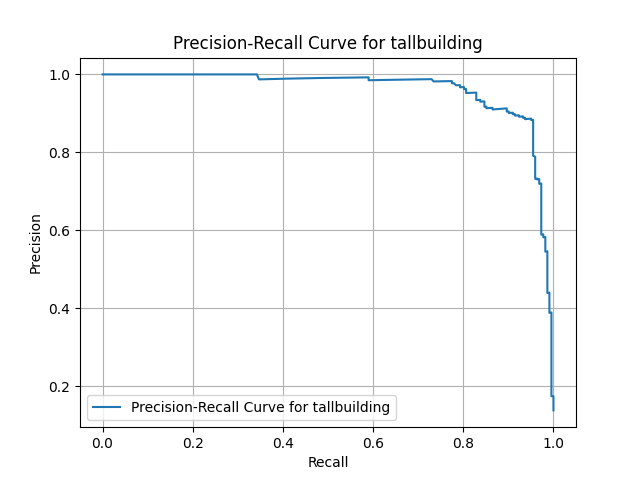 Precision-Recall Curve for tallbuilding
1.0
0.8
0.6
0.4
0.2
Precision
Precision-Recall Curve for tallbuilding
0.0 0.2 0.4 0.6 0.8 1.0
Recall